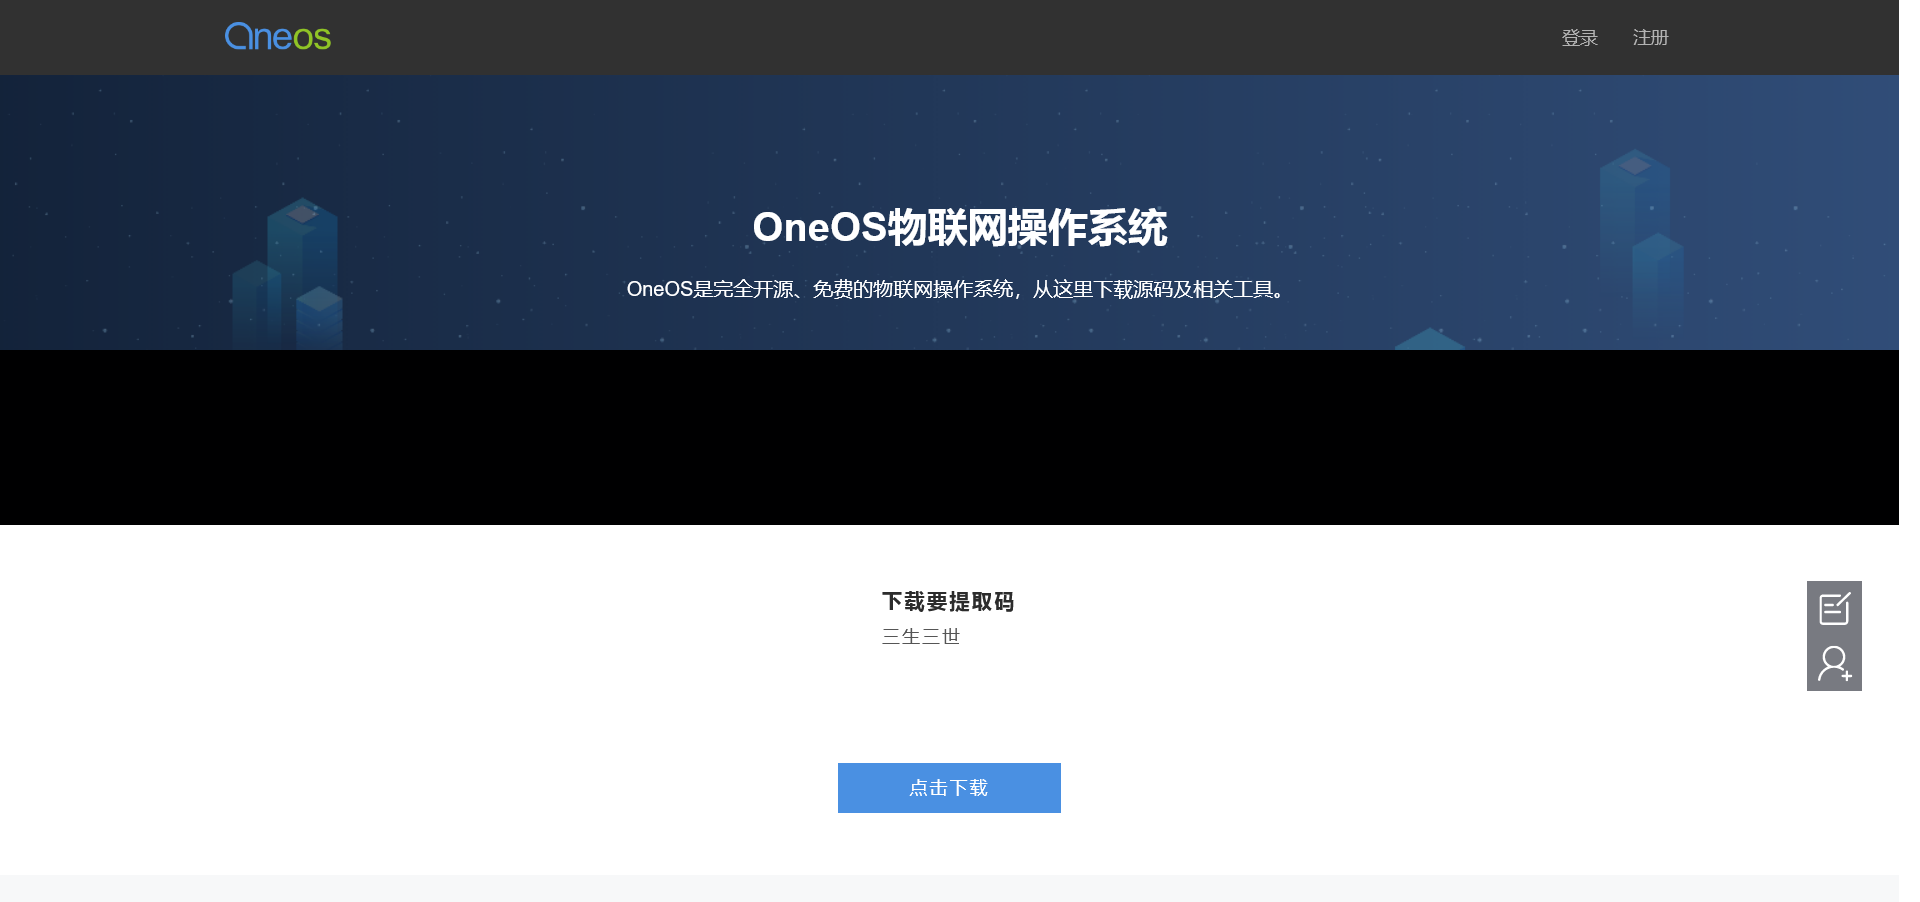 Oneos
登录 注册
OneOS物联网操作系统
OneOS是完全开源、免费的物联网操作系统，从这里下载源码及相关工具。
下载要提取码
三生三世
点击下载